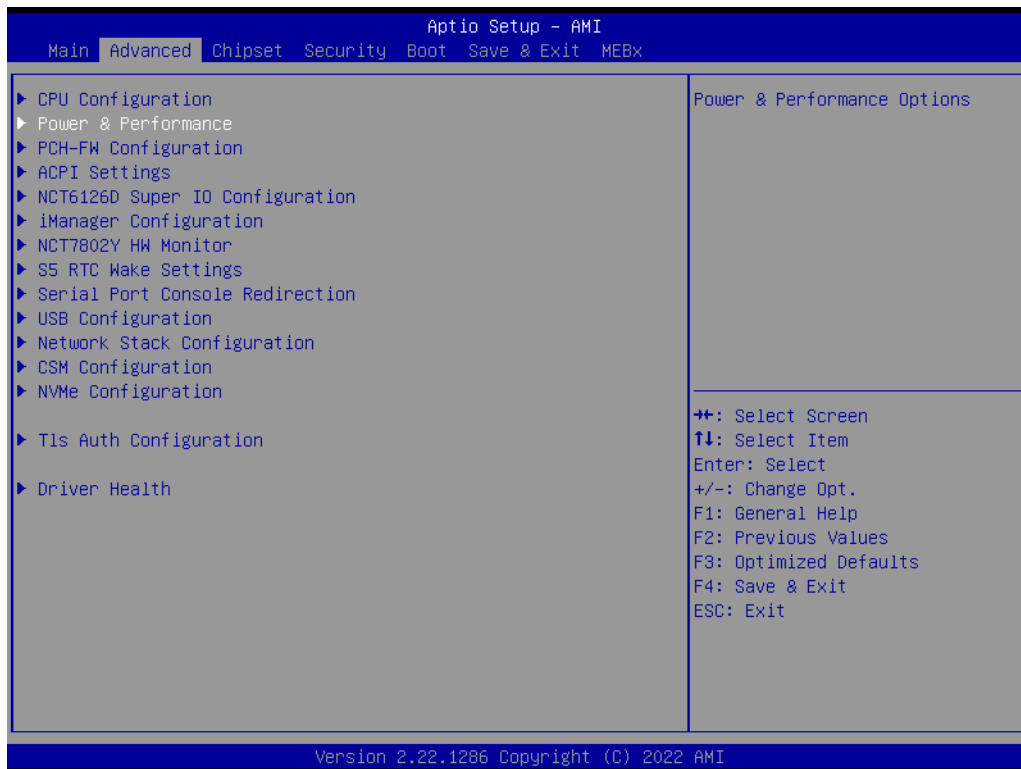 Aptio Setup – AMI
Main Advanced Chipset Security Boot Save & Exit MEBx
▶ CPU Configuration
▶ Power & Performance
▶ PCH-FW Configuration
▶ ACPI Settings
▶ NCT6126D Super IO Configuration
▶ iManager Configuration
▶ NCT7802Y HW Monitor
▶ S5 RTC Wake Settings
▶ Serial Port Console Redirection
▶ USB Configuration
▶ Network Stack Configuration
▶ CSM Configuration
▶ NVMe Configuration
▶ Tls Auth Configuration
▶ Driver Health
Power & Performance Options
→←: Select Screen
↑↓: Select Item
Enter: Select
+/-: Change Opt.
F1: General Help
F2: Previous Values
F3: Optimized Defaults
F4: Save & Exit
ESC: Exit
Version 2.22.1286 Copyright (C) 2022 AMI